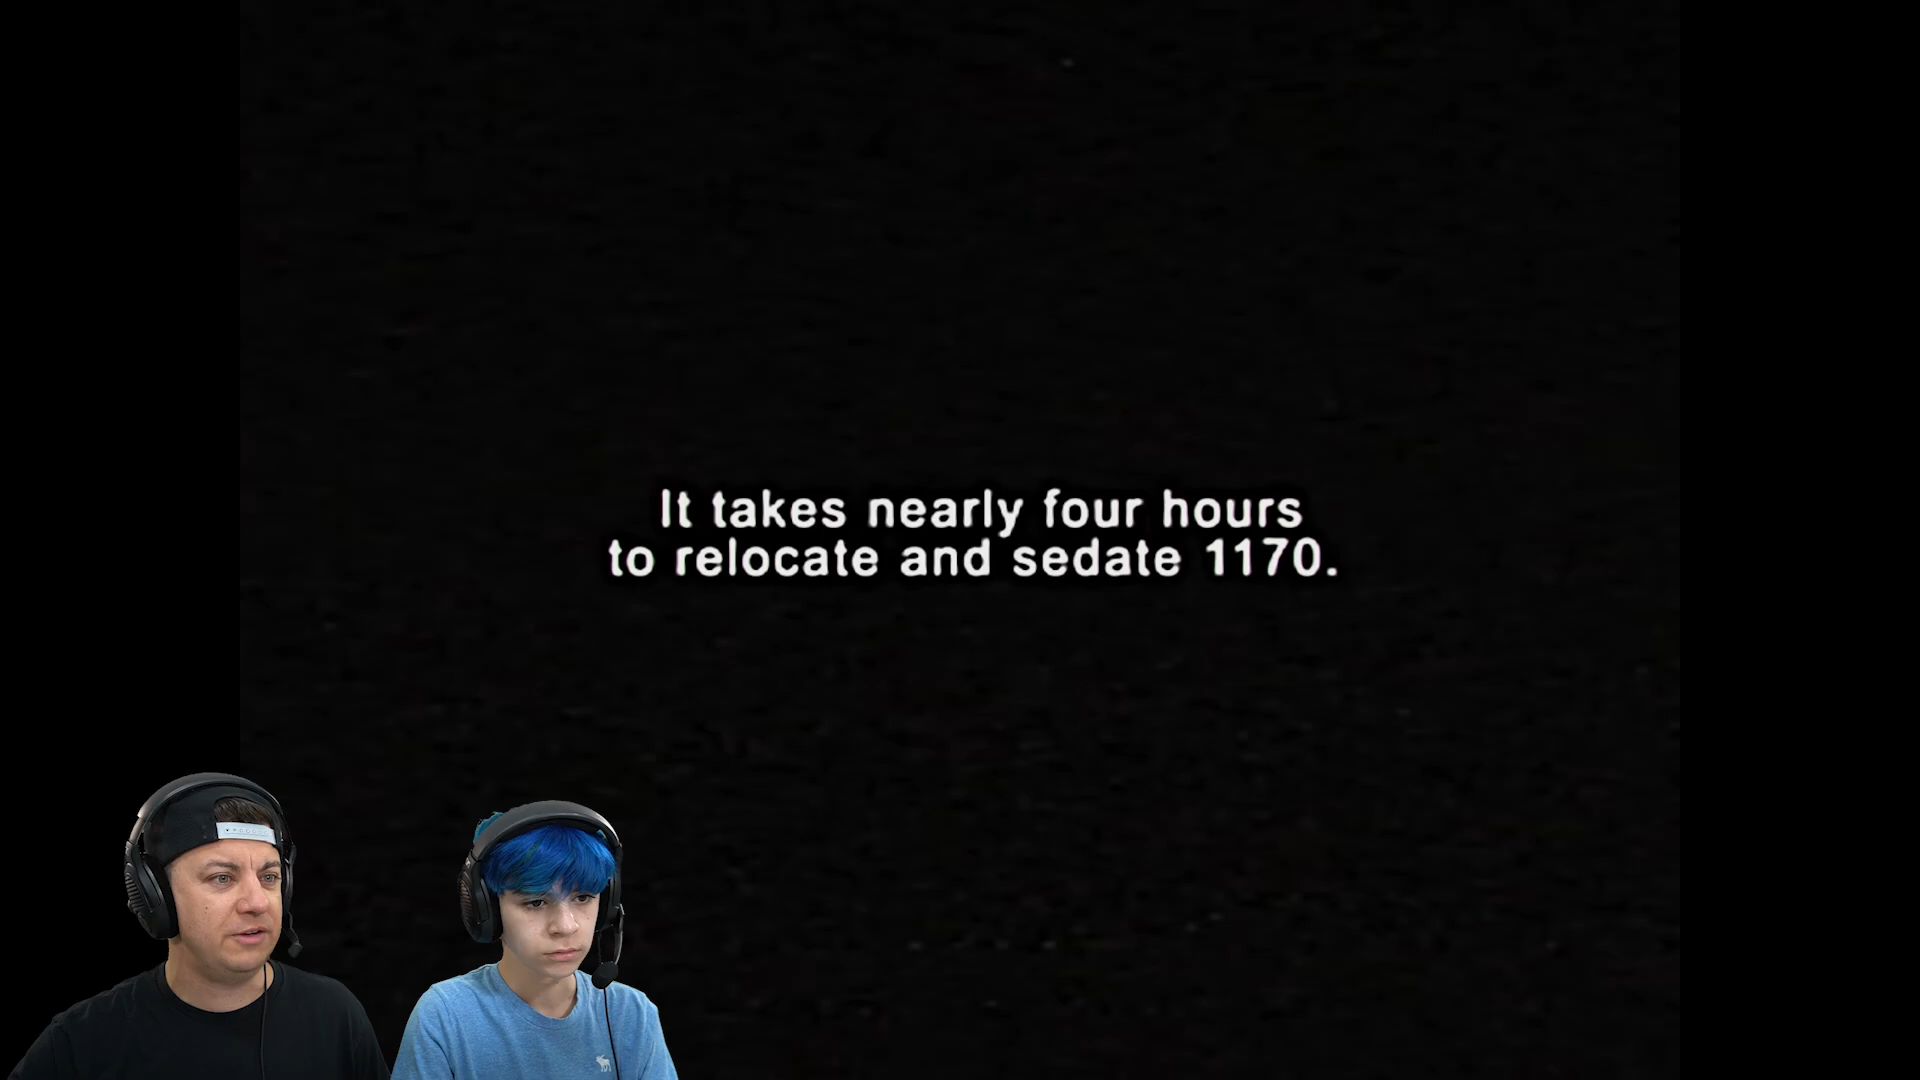 It takes nearly four hours
to relocate and sedate 1170.